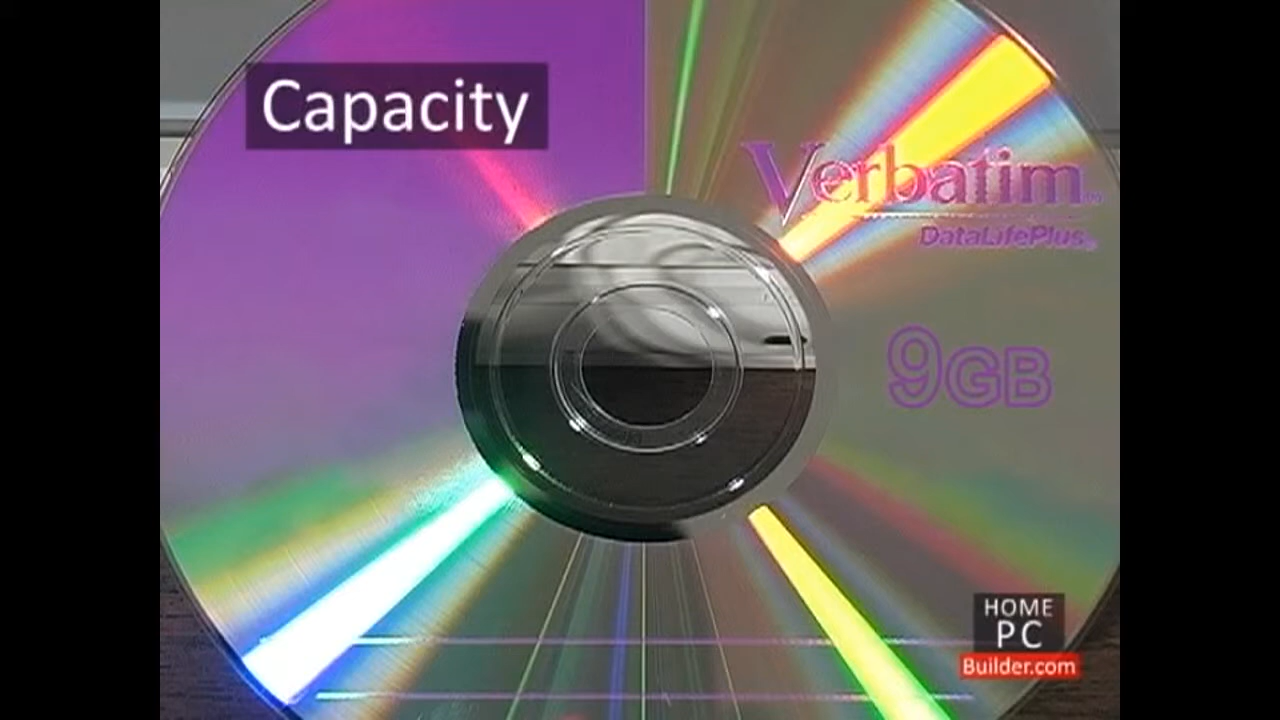 Capacity
Verbatim
DataLifePlus
9GB
HOME
PC
Builder.com